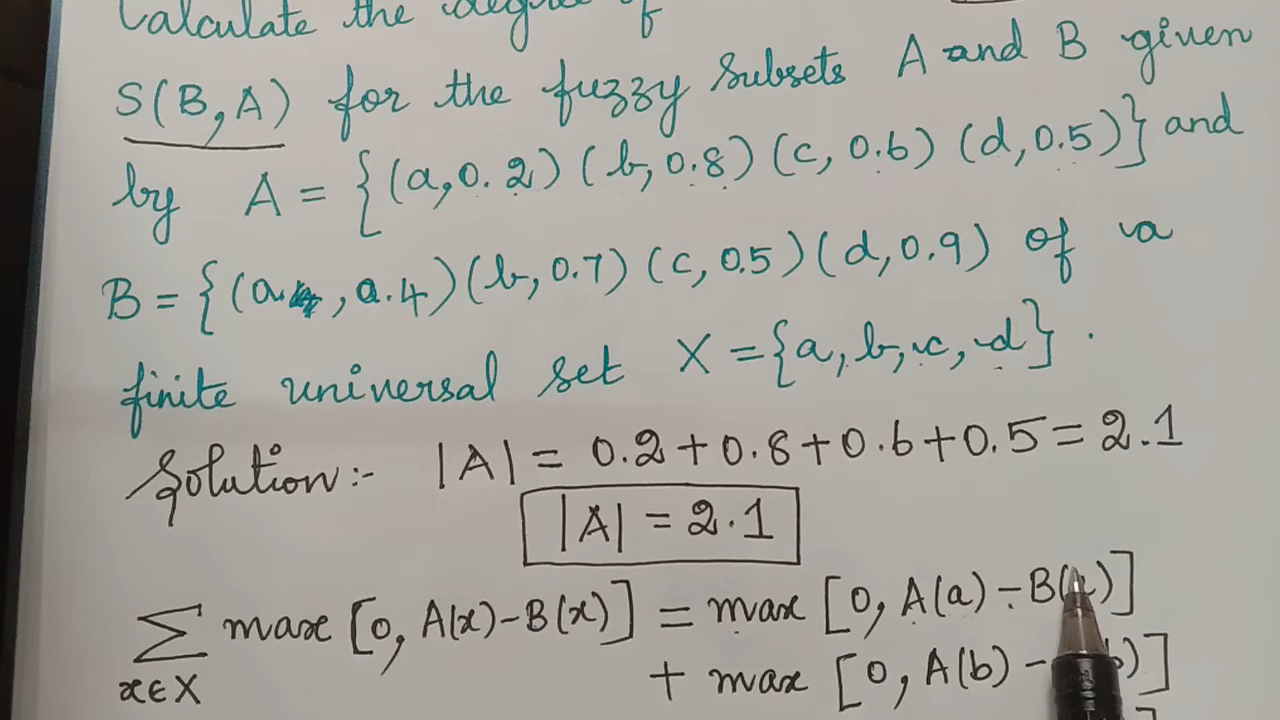 Calculate the degree of
S(B,A) for the fuzzy subsets A and B given
by A = {(a,0.2) (b,0.8) (c,0.6) (d,0.5)} and
B = {(a, 0.4) (b,0.7) (c,0.5) (d,0.9) of a
finite universal set X = {a,b,c,d}.
Solution:- |A| = 0.2+0.8+0.6+0.5 = 2.1
|A| = 2.1
∑ max [0, A(x)-B(x)] = max [0, A(a)-B( )]
x∈X + max [0, A(b)- )]